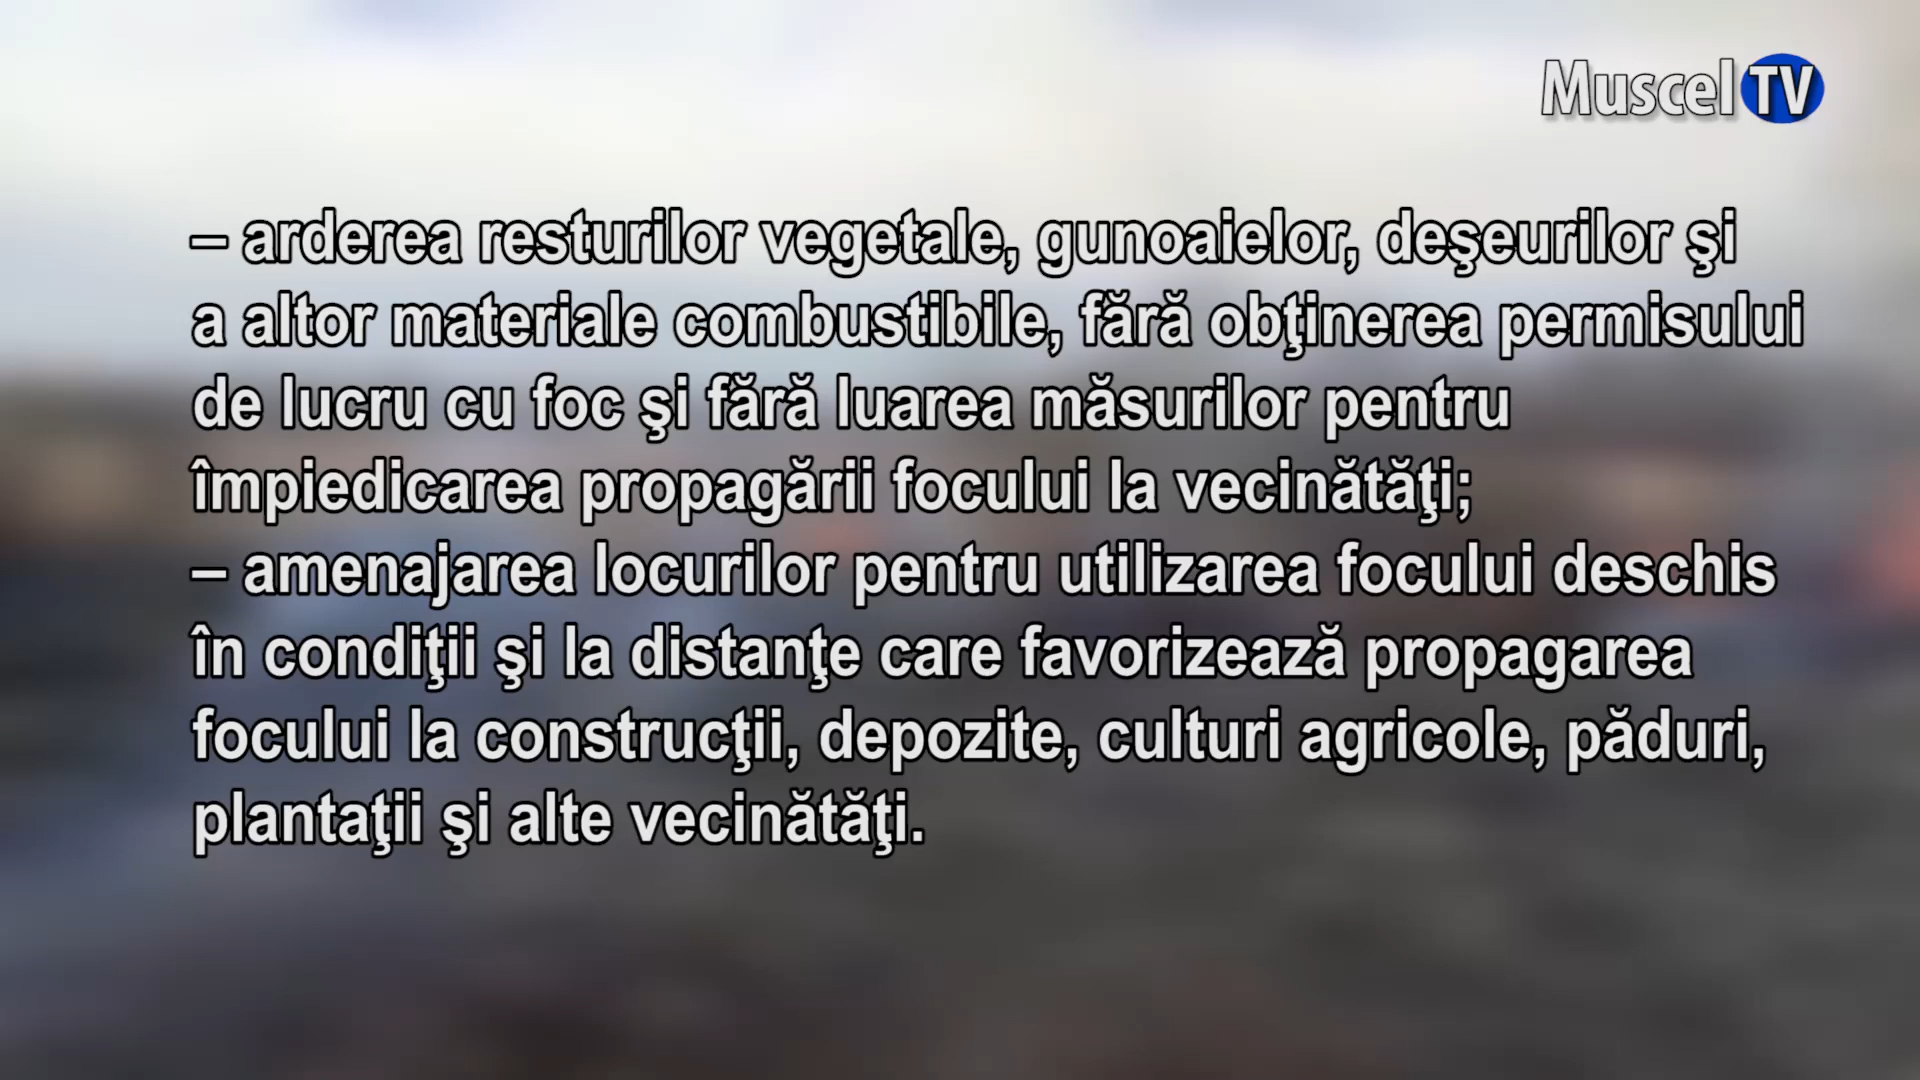 Muscel TV
– arderea resturilor vegetale, gunoaielor, deşeurilor şi
a altor materiale combustibile, fără obţinerea permisului
de lucru cu foc şi fără luarea măsurilor pentru
împiedicarea propagării focului la vecinătăţi;
– amenajarea locurilor pentru utilizarea focului deschis
în condiţii şi la distanţe care favorizează propagarea
focului la construcţii, depozite, culturi agricole, păduri,
plantaţii şi alte vecinătăţi.